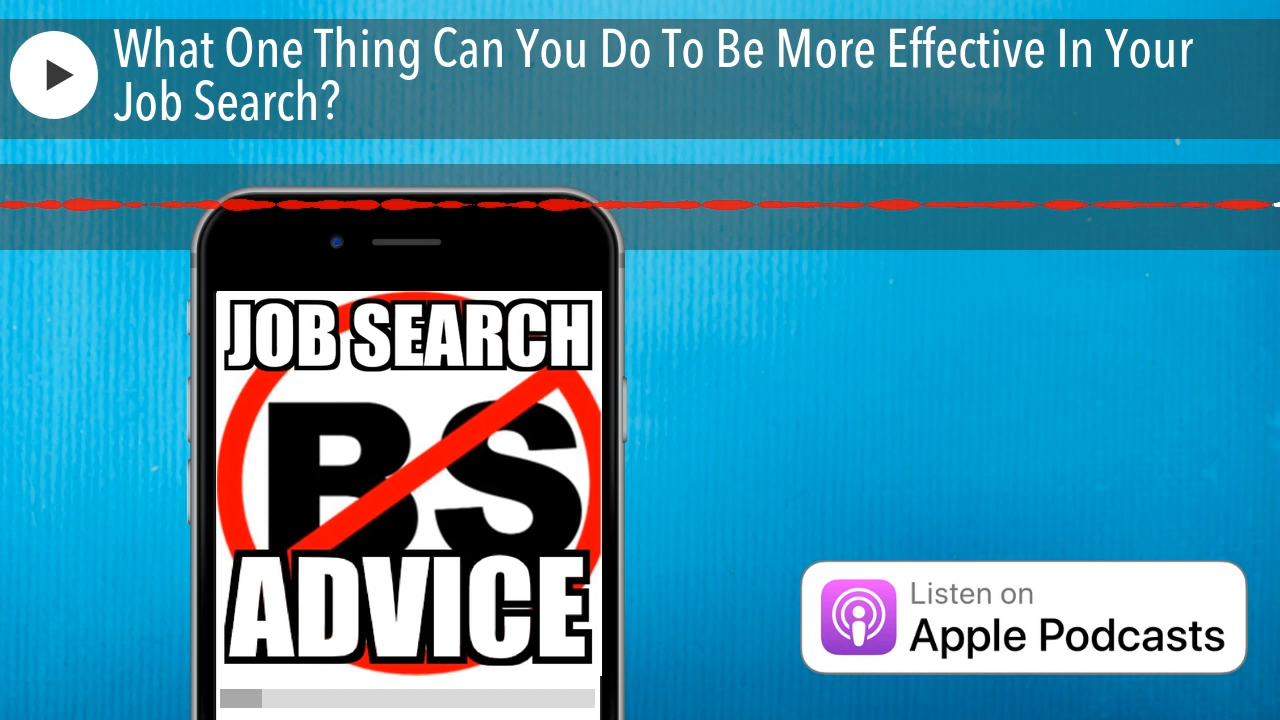 What One Thing Can You Do To Be More Effective In Your
Job Search?
JOB SEARCH
BS
ADVICE
Listen on
Apple Podcasts